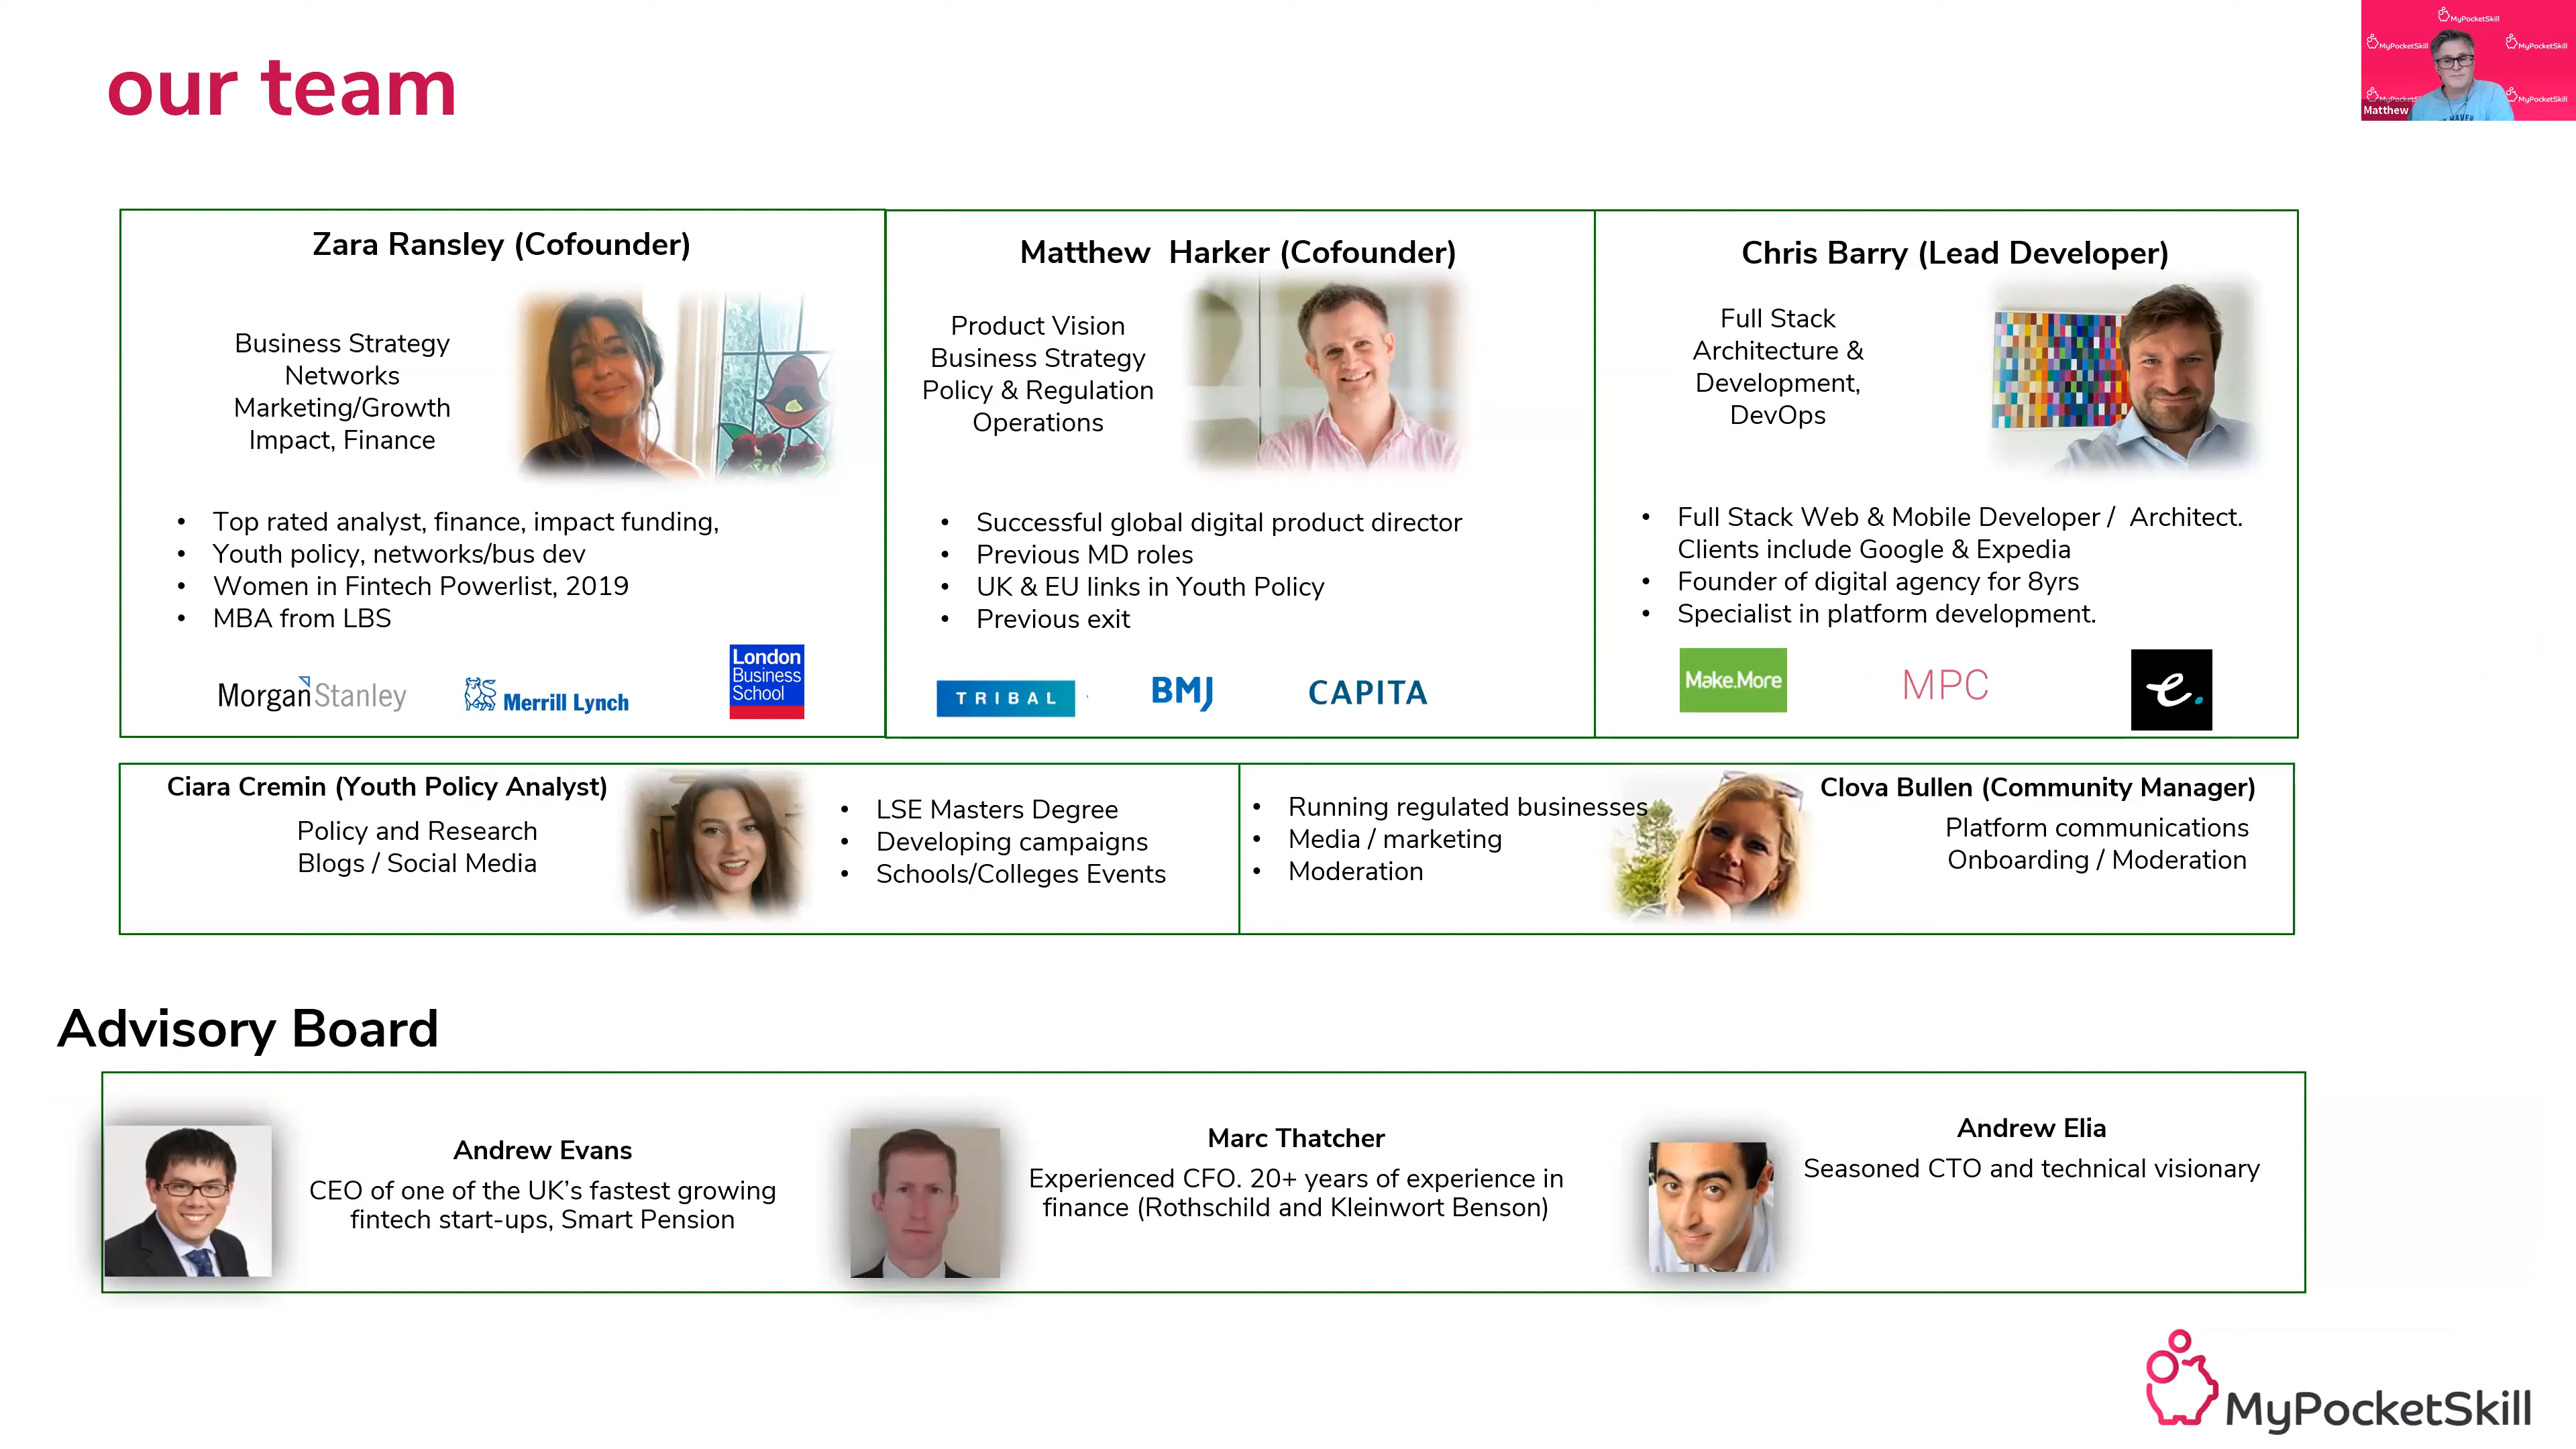 our team
MyPocketSkill
MyPocketSkill
MyPocketSkill
MyPocketSkill
Matthew
Zara Ransley (Cofounder)
Business Strategy
Networks
Marketing/Growth
Impact, Finance
• Top rated analyst, finance, impact funding,
• Youth policy, networks/bus dev
• Women in Fintech Powerlist, 2019
• MBA from LBS
Morgan Stanley
Merrill Lynch
London
Business
School
Matthew Harker (Cofounder)
Product Vision
Business Strategy
Policy & Regulation
Operations
• Successful global digital product director
• Previous MD roles
• UK & EU links in Youth Policy
• Previous exit
TRIBAL
BMJ
CAPITA
Chris Barry (Lead Developer)
Full Stack
Architecture &
Development,
DevOps
• Full Stack Web & Mobile Developer / Architect.
Clients include Google & Expedia
• Founder of digital agency for 8yrs
• Specialist in platform development.
Make.More
MPC
e.
Ciara Cremin (Youth Policy Analyst)
Policy and Research
Blogs / Social Media
• LSE Masters Degree
• Developing campaigns
• Schools/Colleges Events
• Running regulated businesses
• Media / marketing
• Moderation
Clova Bullen (Community Manager)
Platform communications
Onboarding / Moderation
Advisory Board
Andrew Evans
CEO of one of the UK’s fastest growing
fintech start-ups, Smart Pension
Marc Thatcher
Experienced CFO. 20+ years of experience in
finance (Rothschild and Kleinwort Benson)
Andrew Elia
Seasoned CTO and technical visionary
MyPocketSkill